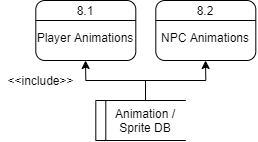 8.1
Player Animations
8.2
NPC Animations
<<include>>
Animation /
Sprite DB